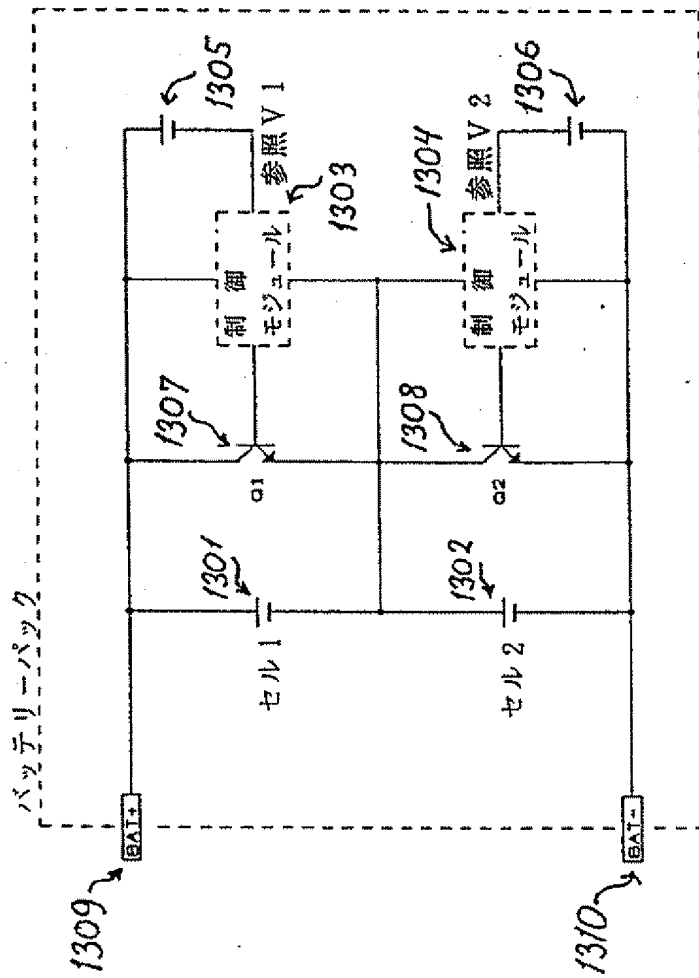 バッテリーパック
1309
BAT+
1301
セル1
1307
Q1
制御
モジュール
1303
参照V1
1305
1302
セル2
1308
Q2
制御
モジュール
1304
参照V2
1306
1310
BAT-